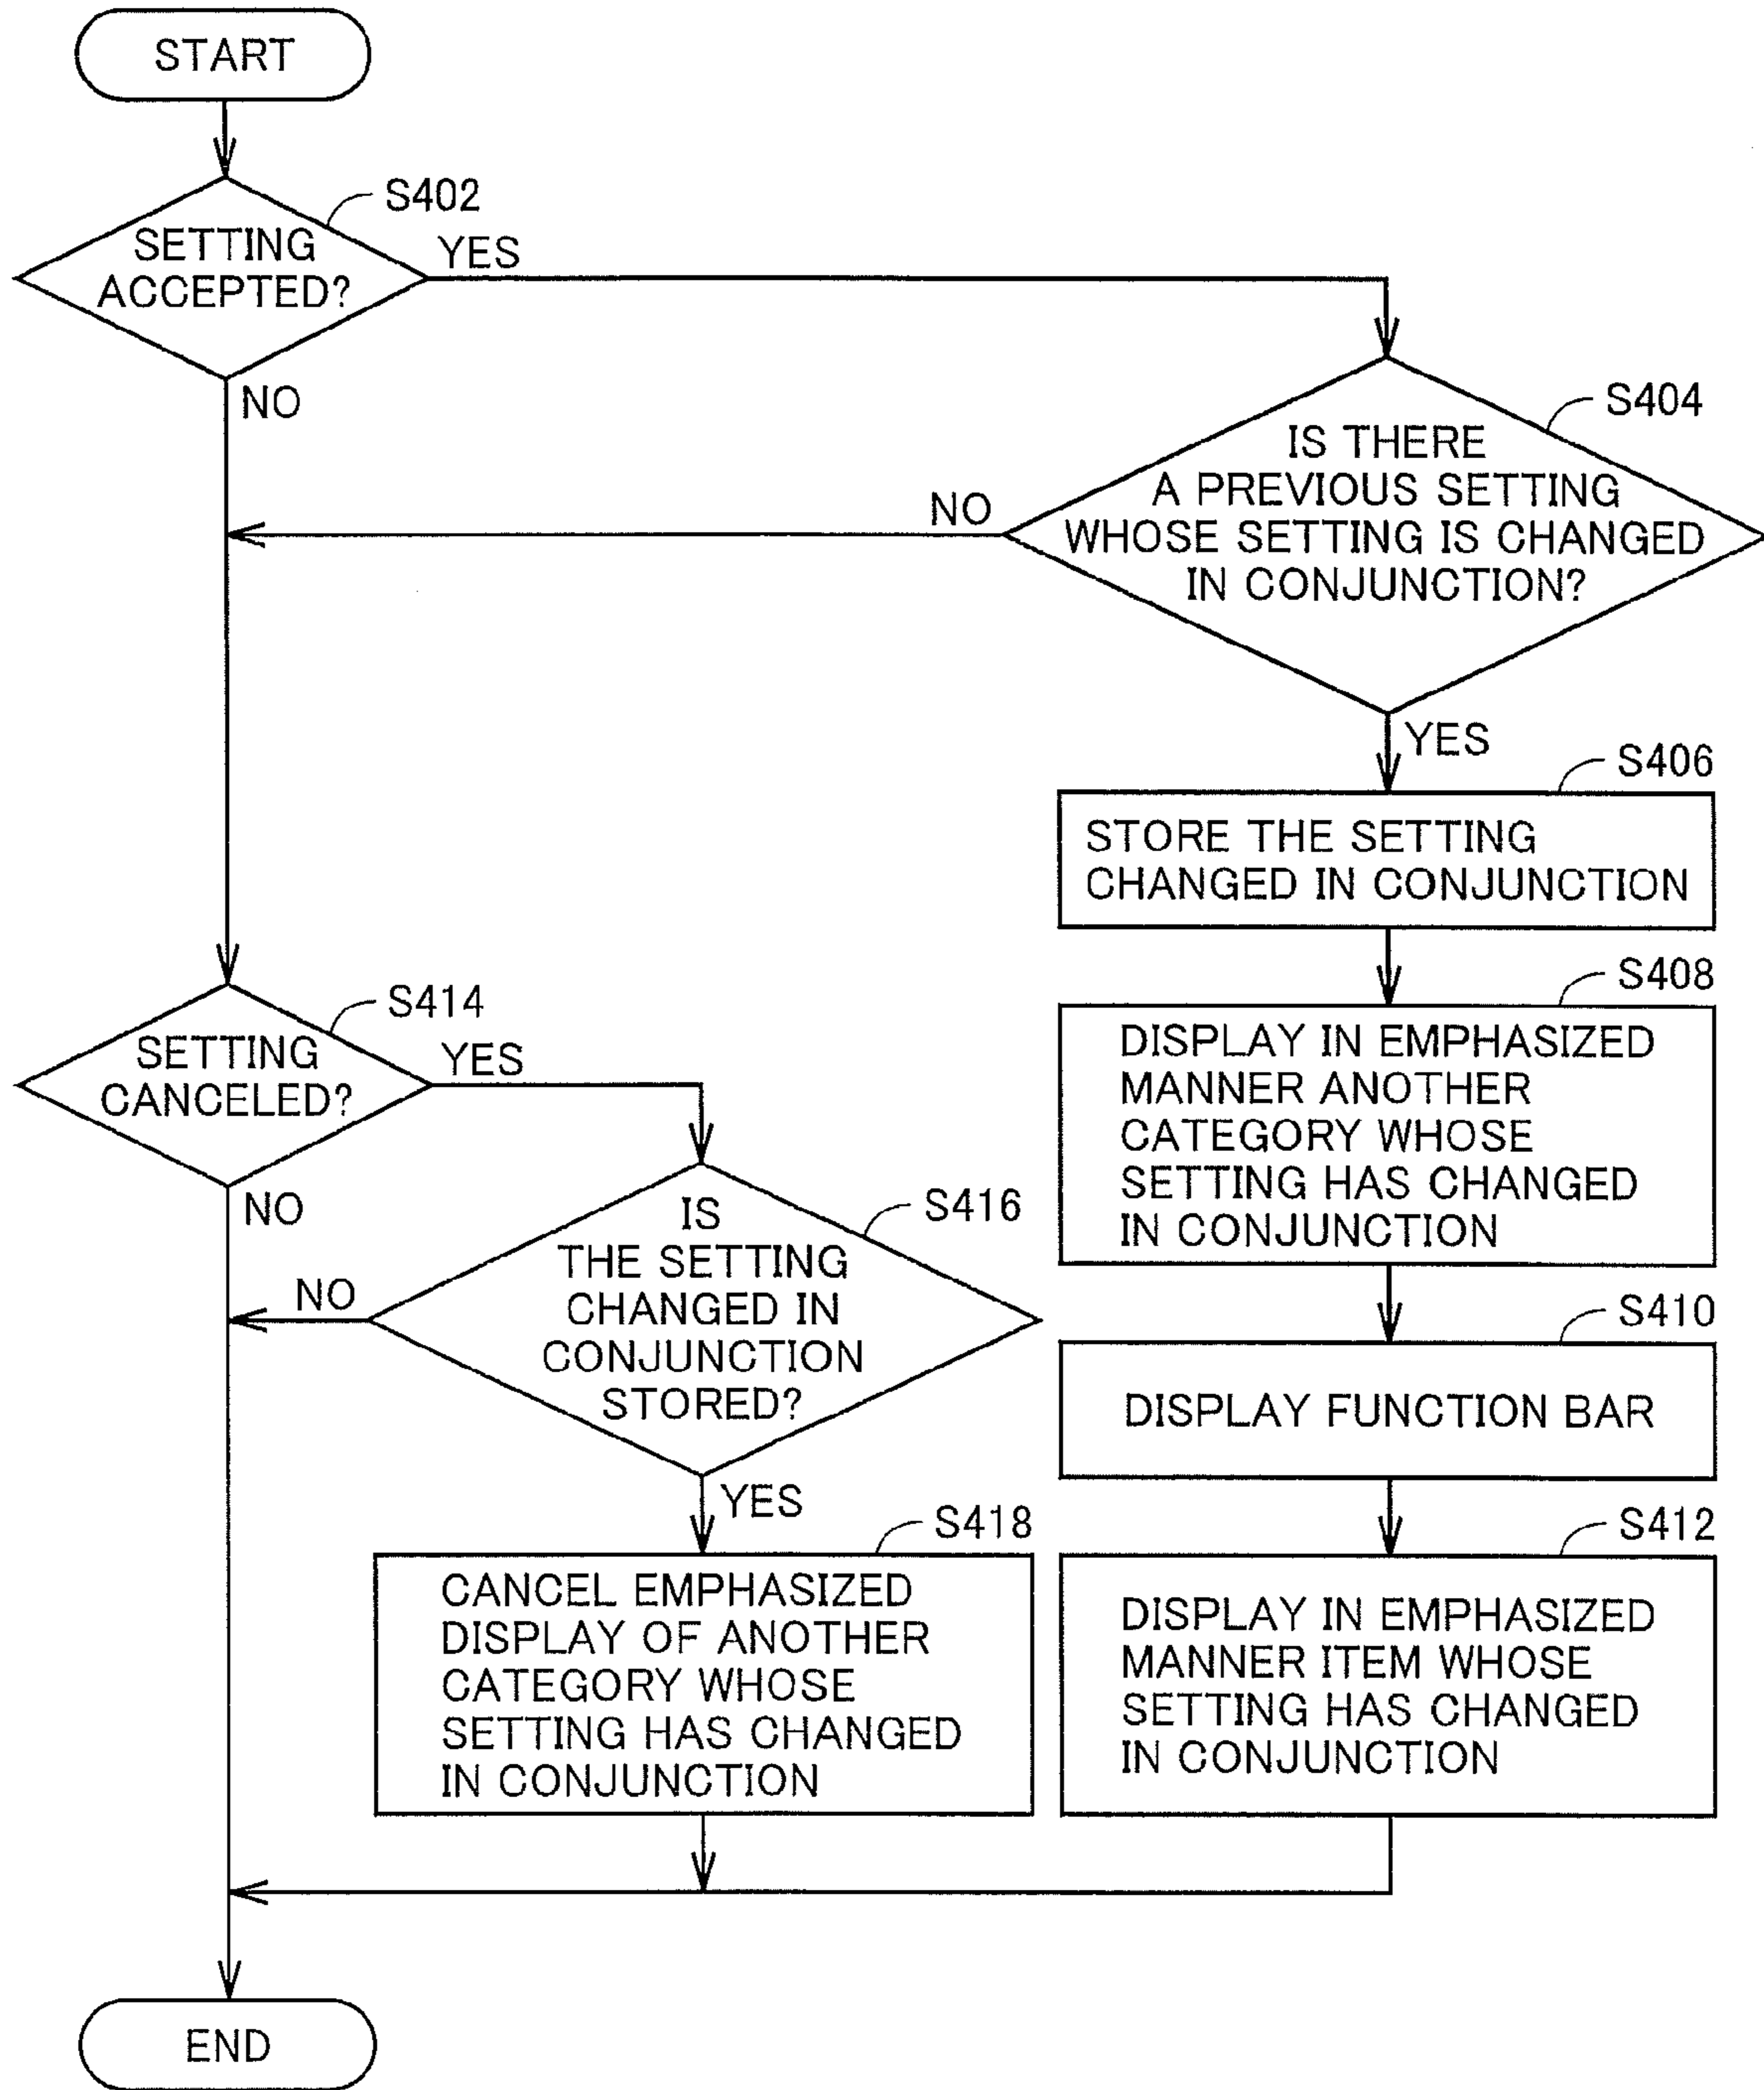 START
S402
SETTING
ACCEPTED?
YES
NO
S404
IS THERE
A PREVIOUS SETTING
WHOSE SETTING IS CHANGED
IN CONJUNCTION?
NO
YES
S406
STORE THE SETTING
CHANGED IN CONJUNCTION
S408
DISPLAY IN EMPHASIZED
MANNER ANOTHER
CATEGORY WHOSE
SETTING HAS CHANGED
IN CONJUNCTION
S410
DISPLAY FUNCTION BAR
S412
DISPLAY IN EMPHASIZED
MANNER ITEM WHOSE
SETTING HAS CHANGED
IN CONJUNCTION
S414
SETTING
CANCELED?
YES
NO
S416
IS
THE SETTING
CHANGED IN
CONJUNCTION
STORED?
NO
YES
S418
CANCEL EMPHASIZED
DISPLAY OF ANOTHER
CATEGORY WHOSE
SETTING HAS CHANGED
IN CONJUNCTION
END